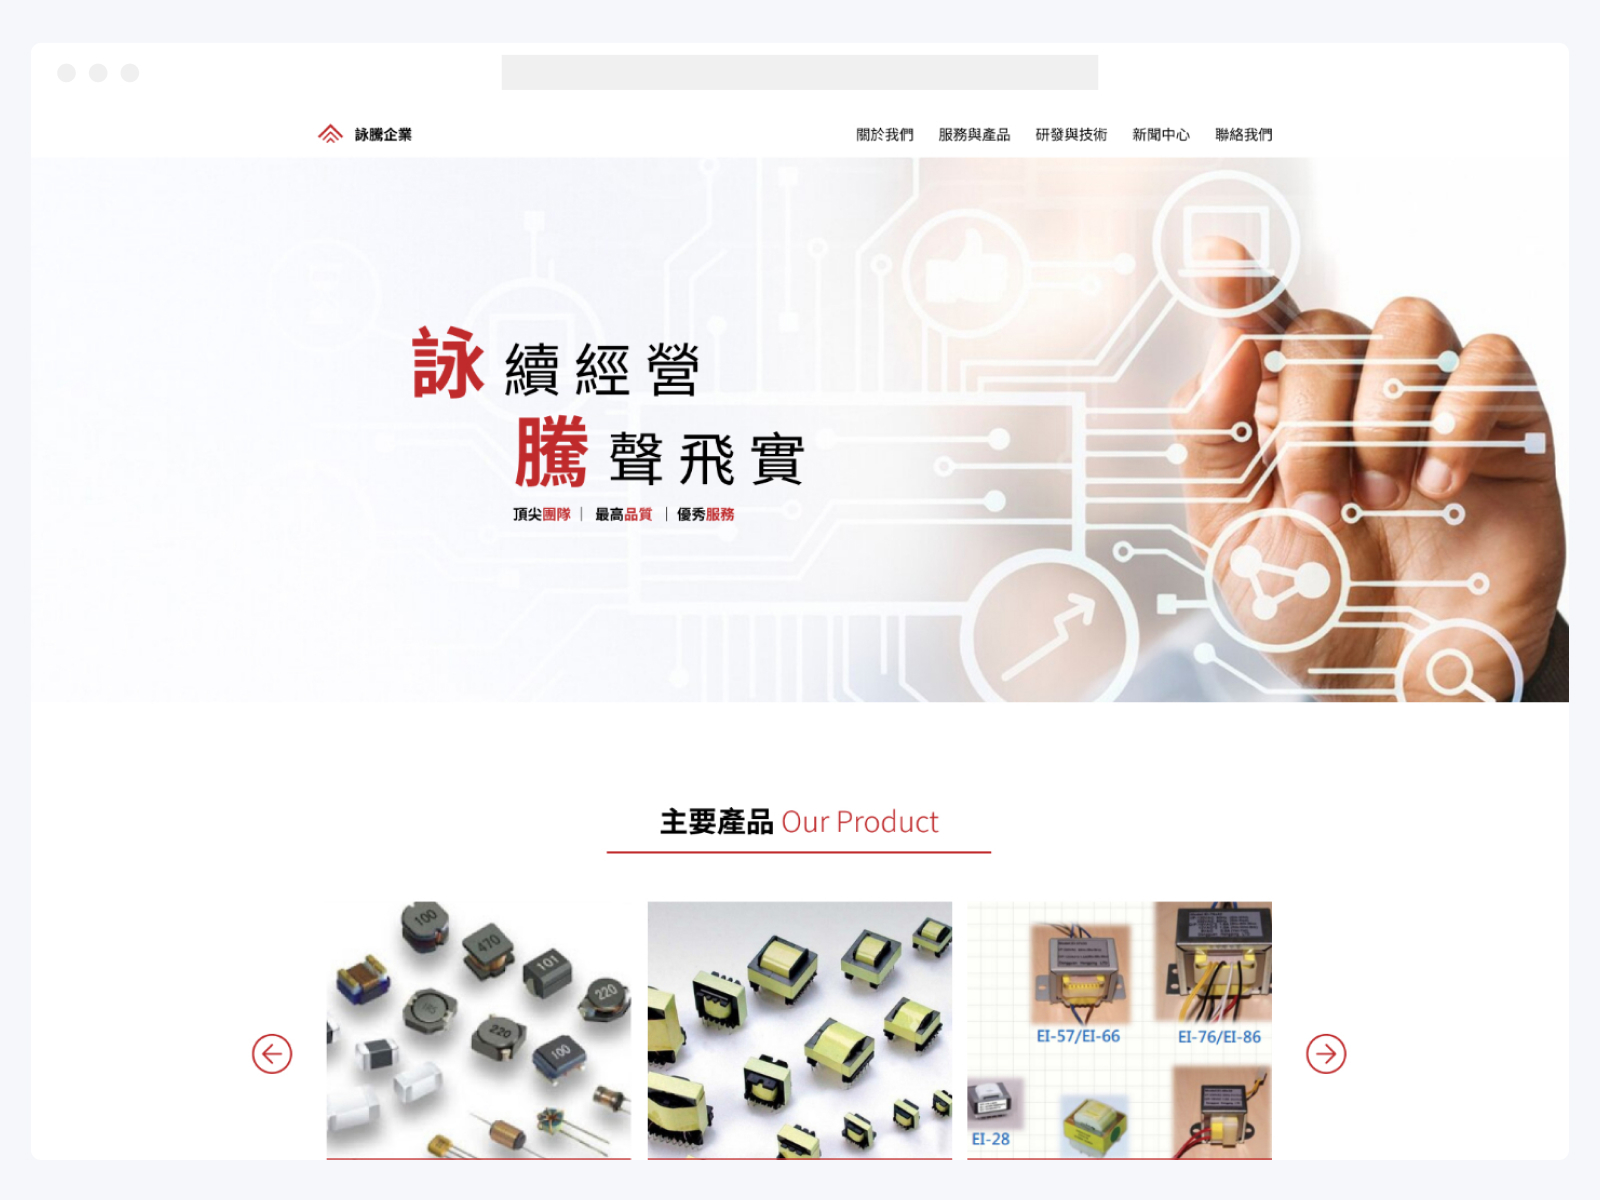 詠騰企業
關於我們 服務與產品 研發與技術 新聞中心 聯絡我們
詠續經營
騰聲飛實
頂尖團隊｜最高品質｜優秀服務
主要產品 Our Product
100
470
101
220
220
100
EI-57/EI-66
EI-76/EI-86
EI-28